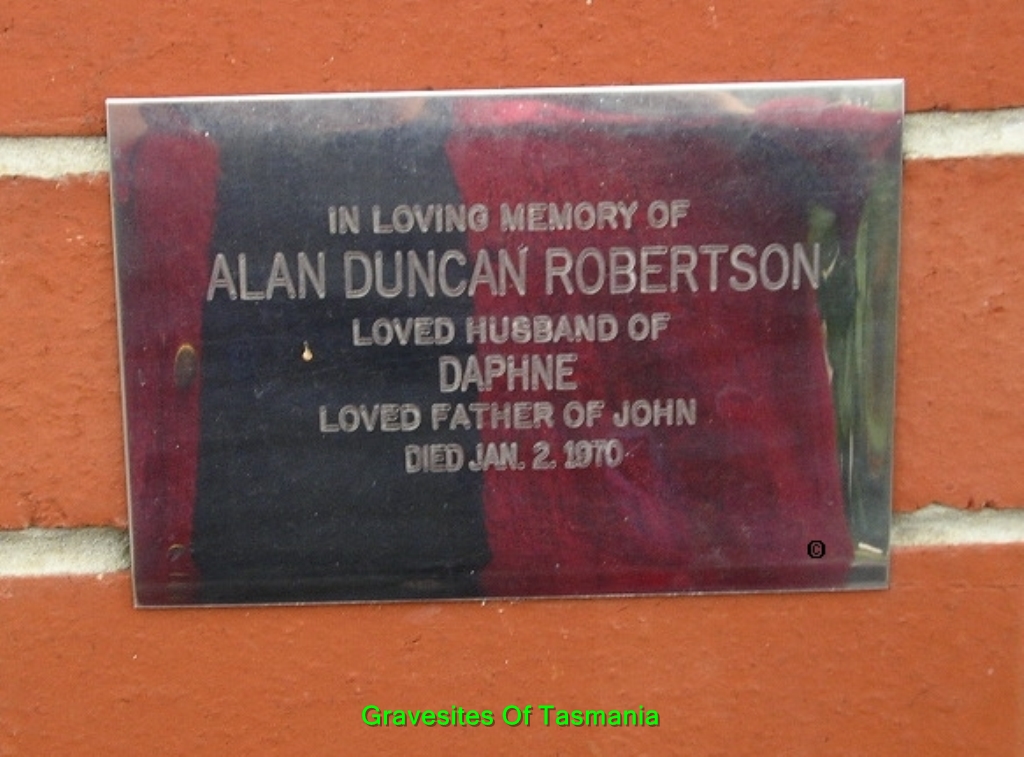 IN LOVING MEMORY OF
ALAN DUNCAN ROBERTSON
LOVED HUSBAND OF
DAPHNE
LOVED FATHER OF JOHN
DIED JAN. 2. 1970
©
Gravesites Of Tasmania